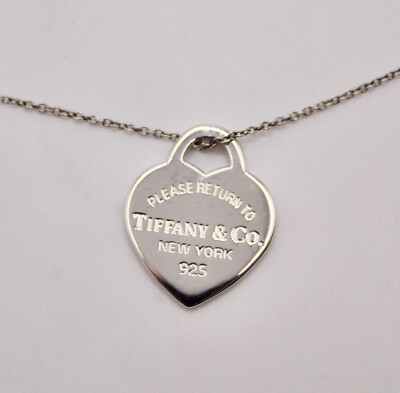 PLEASE RETURN TO
TIFFANY & CO.
NEW YORK
925